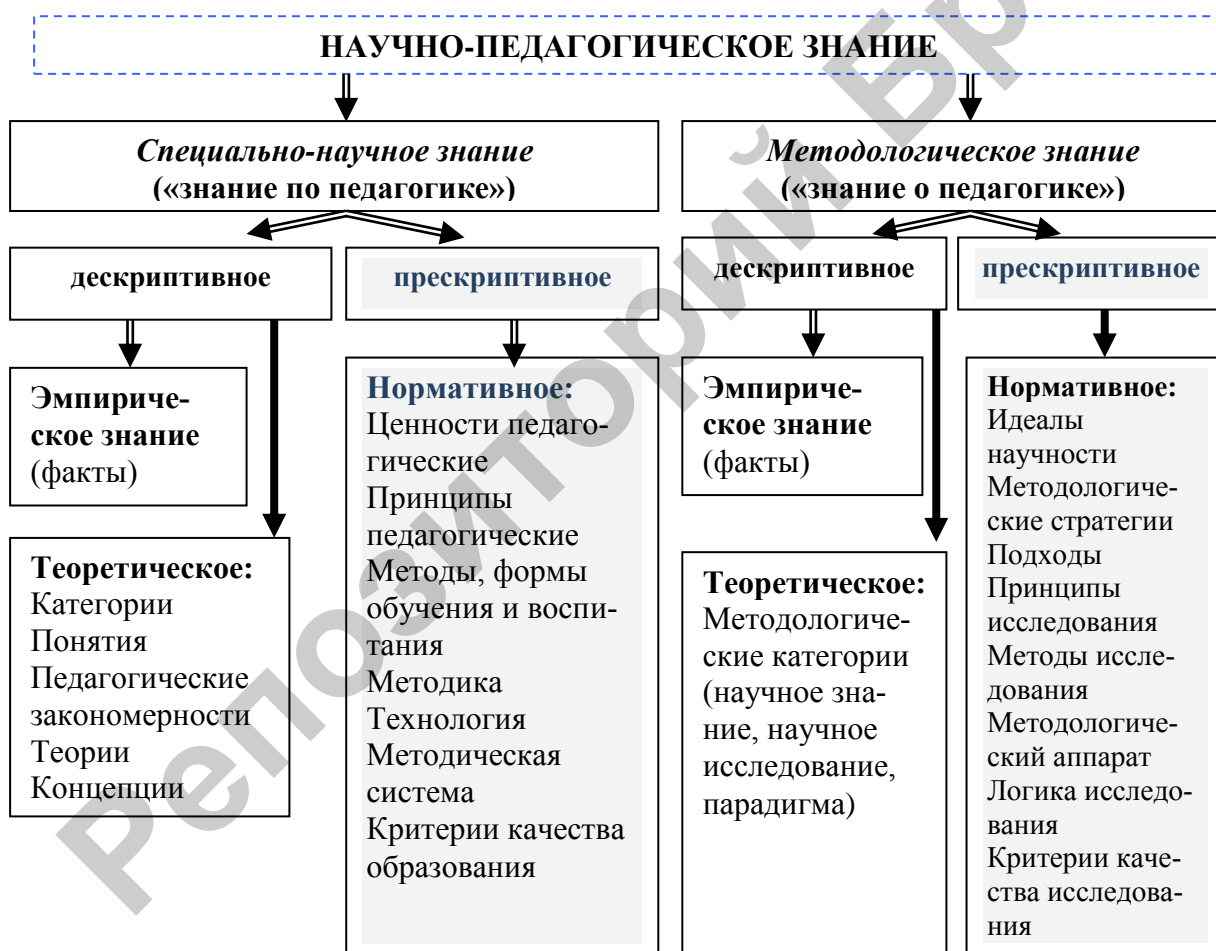 НАУЧНО-ПЕДАГОГИЧЕСКОЕ ЗНАНИЕ
Специально-научное знание
(«знание по педагогике»)
Методологическое знание
(«знание о педагогике»)
дескриптивное
прескриптивное
дескриптивное
прескриптивное
Эмпириче-
ское знание
(факты)
Теоретическое:
Категории
Понятия
Педагогические
закономерности
Теории
Концепции
Нормативное:
Ценности педаго-
гические
Принципы
педагогические
Методы, формы
обучения и воспи-
тания
Методика
Технология
Методическая
система
Критерии качества
образования
Эмпириче-
ское знание
(факты)
Теоретическое:
Методологиче-
ские категории
(научное зна-
ние, научное
исследование,
парадигма)
Нормативное:
Идеалы
научности
Методологиче-
ские стратегии
Подходы
Принципы
исследования
Методы иссле-
дования
Методологиче-
ский аппарат
Логика исследо-
вания
Критерии каче-
ства исследова-
ния
Репозиторий Бр